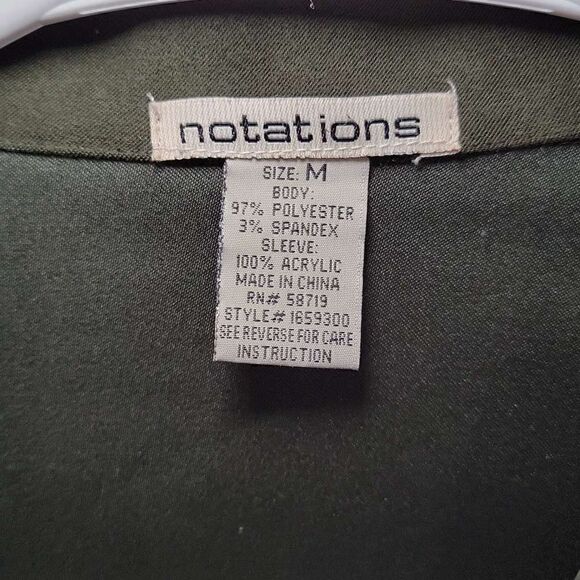 notations
SIZE: M
BODY:
97% POLYESTER
3% SPANDEX
SLEEVE:
100% ACRYLIC
MADE IN CHINA
RN# 58719
STYLE# 1659300
SEE REVERSE FOR CARE
INSTRUCTION